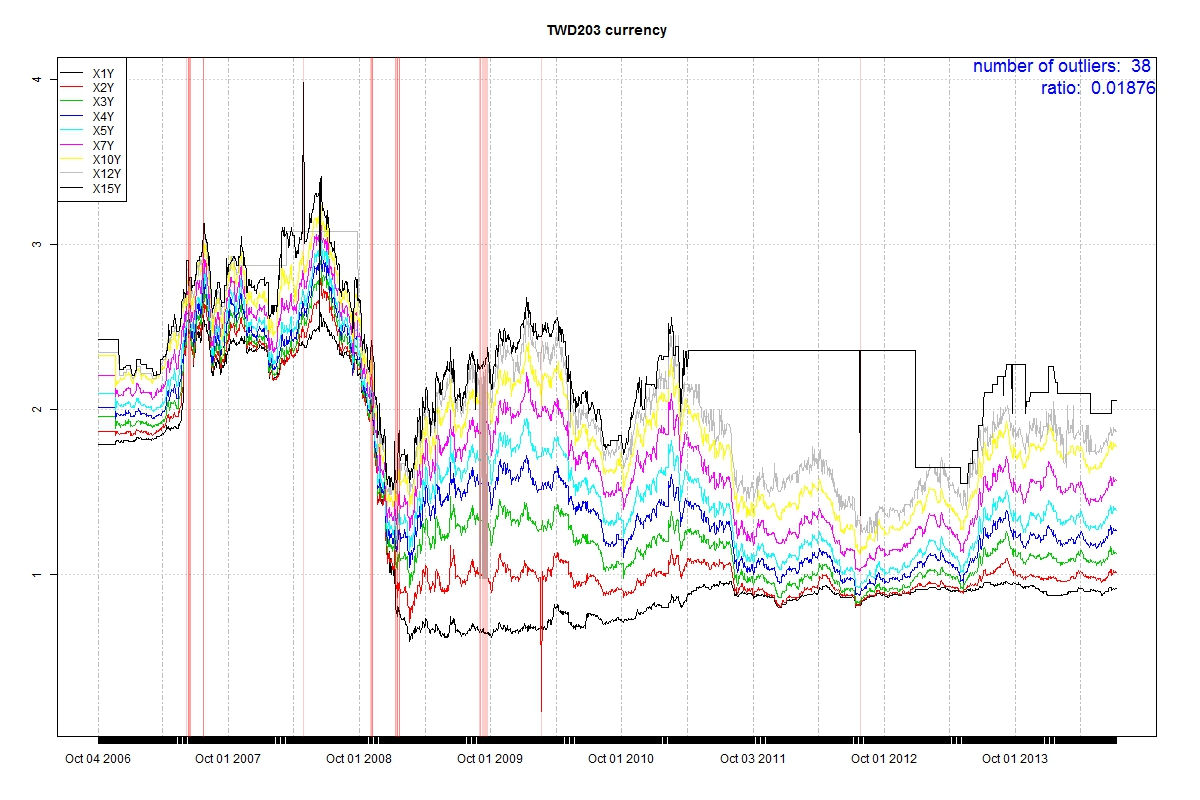 TWD203 currency
number of outliers: 38
ratio: 0.01876
X1Y
X2Y
X3Y
X4Y
X5Y
X7Y
X10Y
X12Y
X15Y
4
3
2
1
Oct 04 2006
Oct 01 2007
Oct 01 2008
Oct 01 2009
Oct 01 2010
Oct 03 2011
Oct 01 2012
Oct 01 2013